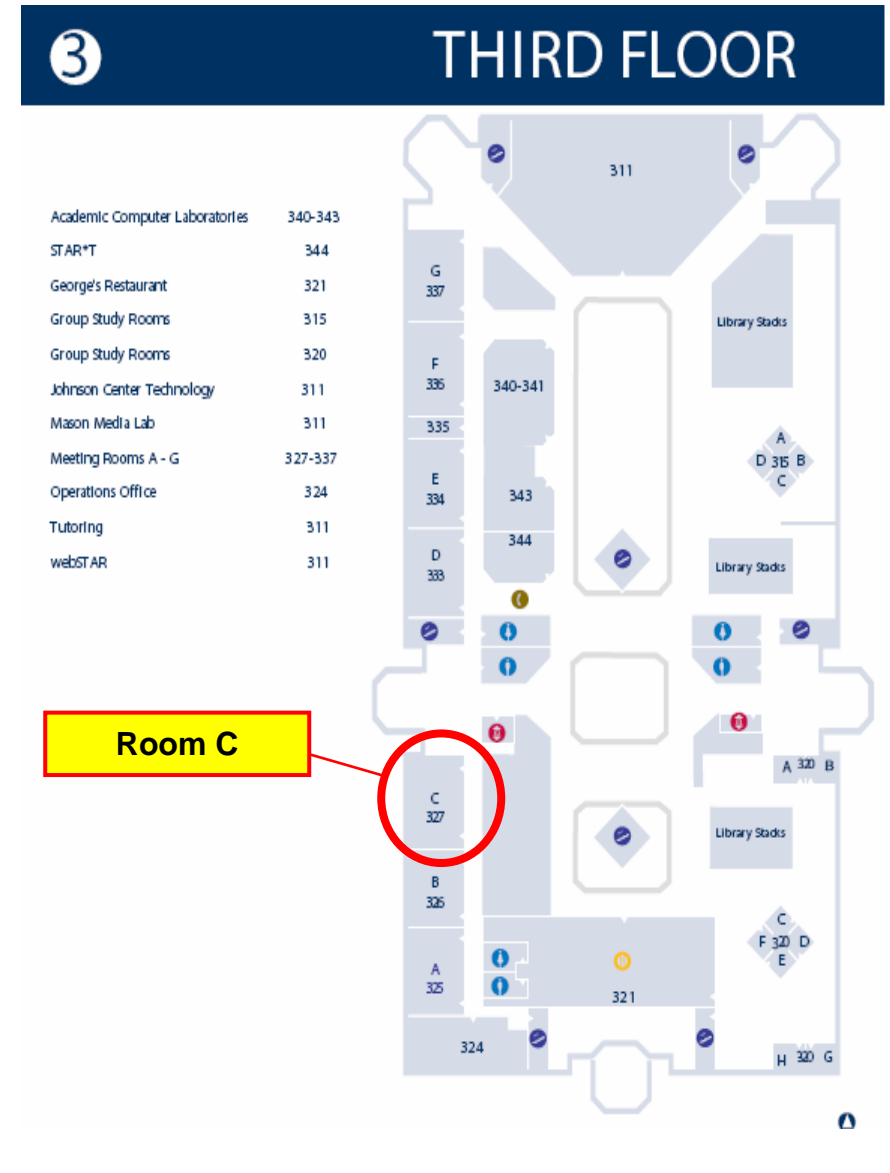 3 THIRD FLOOR
Academic Computer Laboratories 340-343
STAR*T 344
George's Restaurant 321
Group Study Rooms 315
Group Study Rooms 320
Johnson Center Technology 311
Mason Media Lab 311
Meeting Rooms A - G 327-337
Operations Office 324
Tutoring 311
webSTAR 311
311
G
337
Library Stacks
F
336
340-341
335
A
D 315 B
C
E
334
343
344
D
333
Library Stacks
Room C
A 320 B
C
327
Library Stacks
B
326
C
F 320 D
E
A
325
321
324
H 320 G